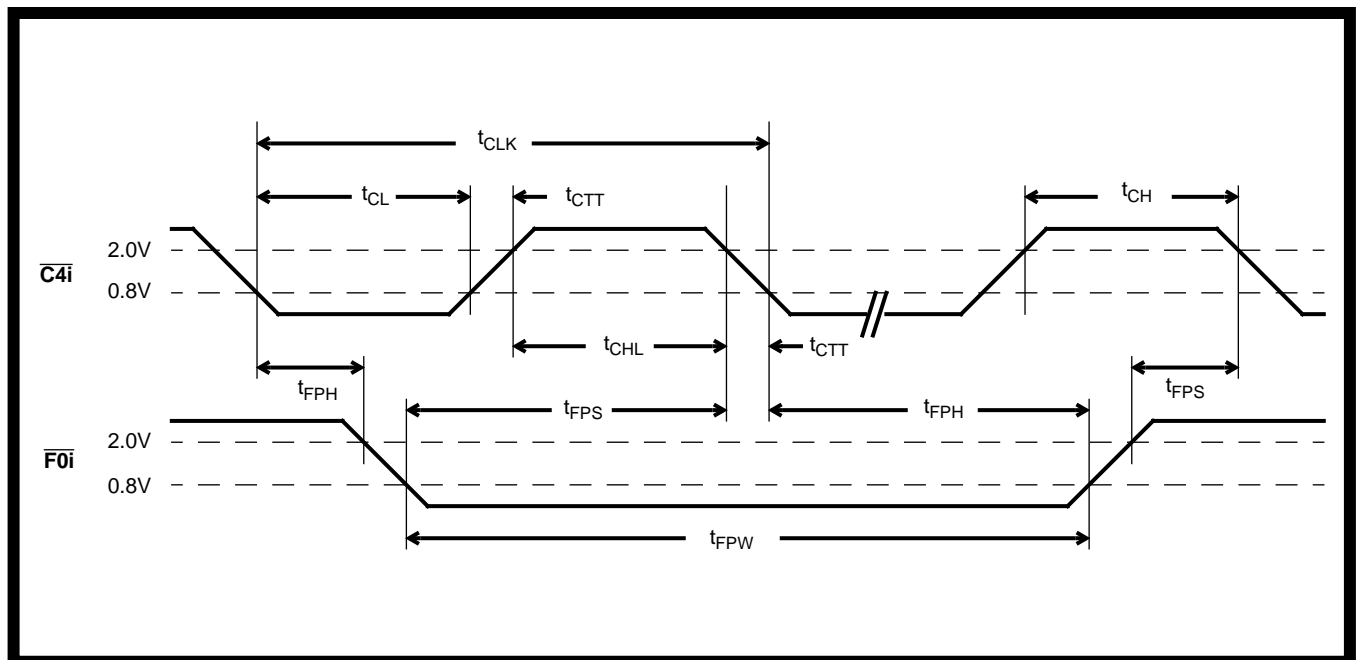 tCLK
tCL tCTT tCH
2.0V
C4i
0.8V
tCHL tCTT
tFPH tFPS
tFPS tFPH
2.0V
F0i
0.8V
tFPW